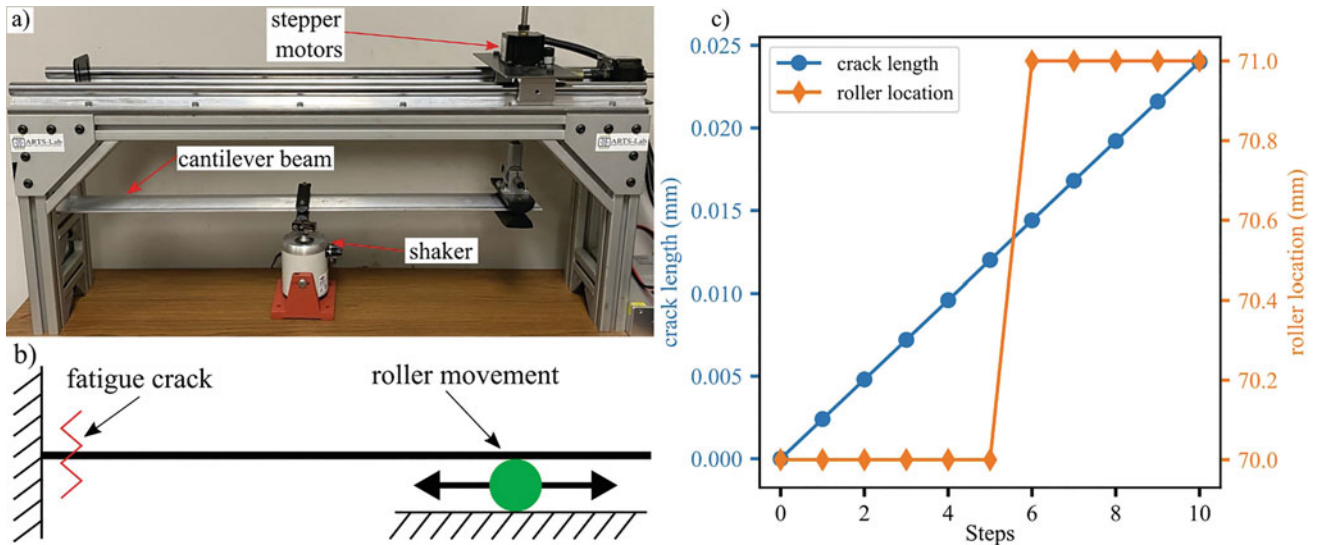 a)
stepper
motors
ARTS-Lab
ARTS-Lab
cantilever beam
shaker
b)
fatigue crack
roller movement
c)
crack length
roller location
crack length (mm)
0.025
0.020
0.015
0.010
0.005
0.000
0 2 4 6 8 10
Steps
71.0
70.8
70.6
70.4
70.2
70.0
roller location (mm)